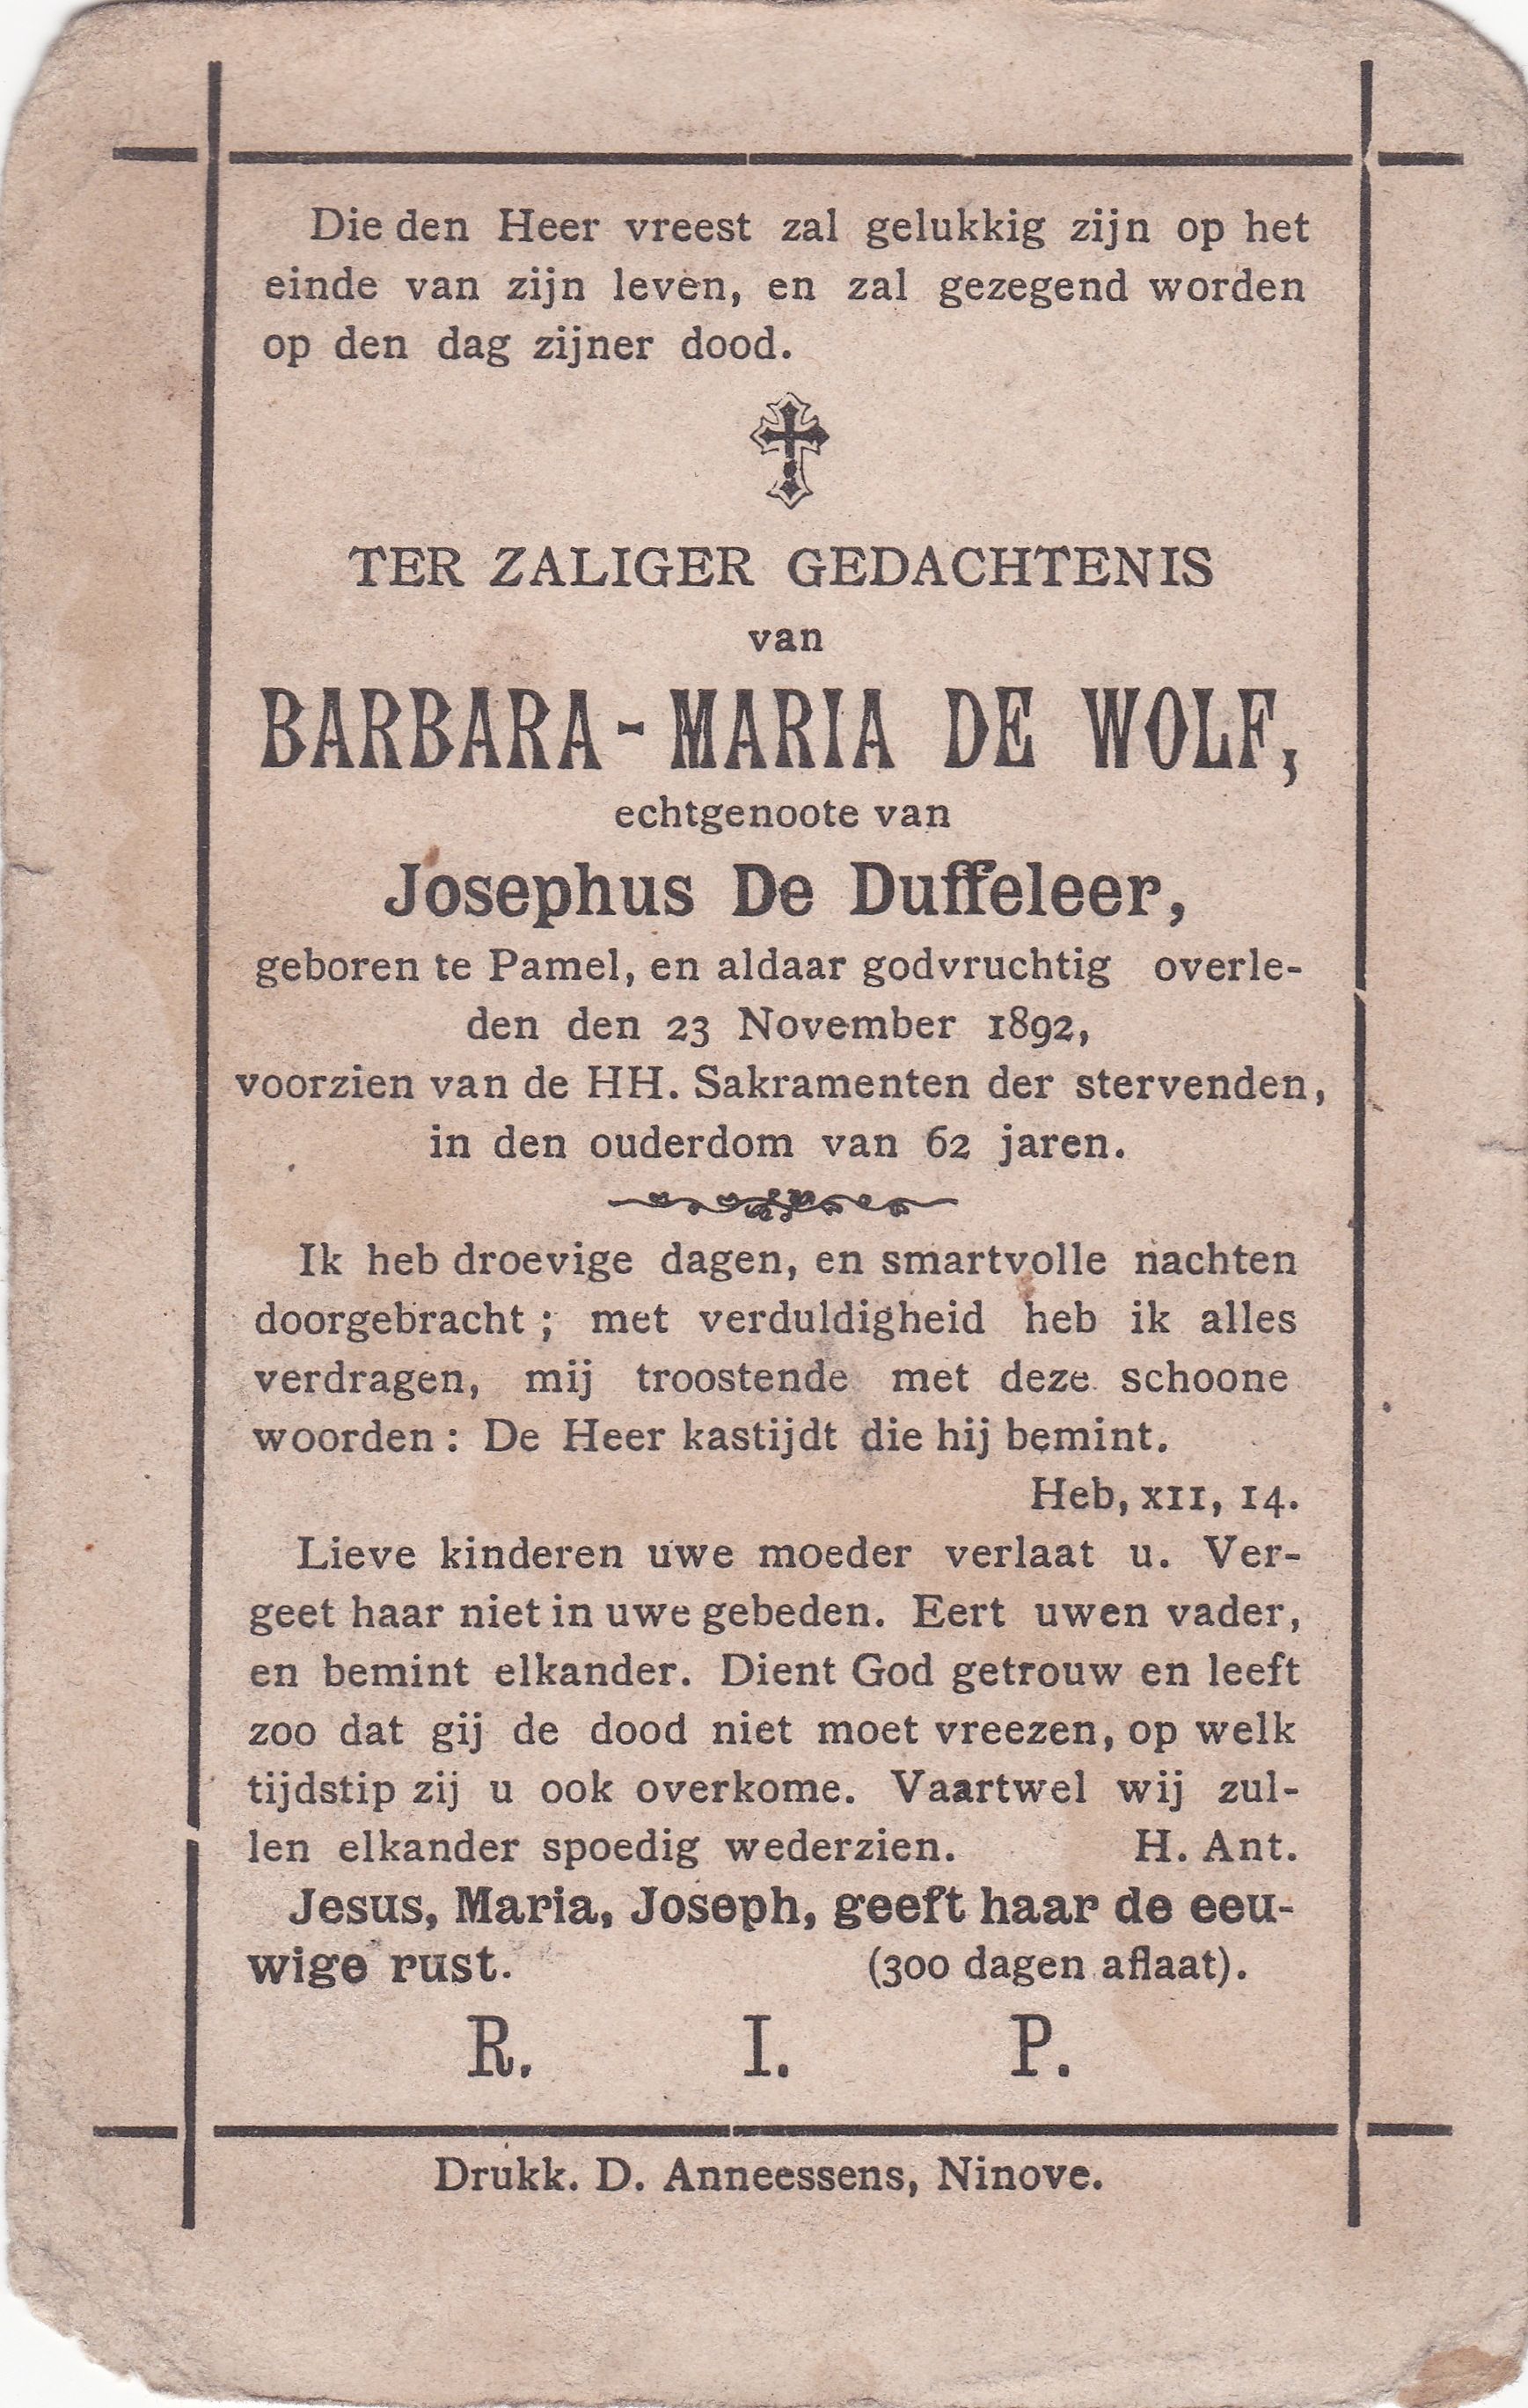 Die den Heer vreest zal gelukkig zijn op het
einde van zijn leven, en zal gezegend worden
op den dag zijner dood.
TER ZALIGER GEDACHTENIS
van
BARBARA-MARIA DE WOLF,
echtgenoote van
Josephus De Duffeleer,
geboren te Pamel, en aldaar godvruchtig overle-
den den 23 November 1892,
voorzien van de HH. Sakramenten der stervenden,
in den ouderdom van 62 jaren.
Ik heb droevige dagen, en smartvolle nachten
doorgebracht ; met verduldigheid heb ik alles
verdragen, mij troostende met deze schoone
woorden : De Heer kastijdt die hij bemint.
Heb, XII, 14.
Lieve kinderen uwe moeder verlaat u. Ver-
geet haar niet in uwe gebeden. Eert uwen vader,
en bemint elkander. Dient God getrouw en leeft
zoo dat gij de dood niet moet vreezen, op welk
tijdstip zij u ook overkome. Vaartwel wij zul-
len elkander spoedig wederzien. H. Ant.
Jesus, Maria, Joseph, geeft haar de eeu-
wige rust. (300 dagen aflaat).
R. I. P.
Drukk. D. Anneessens, Ninove.